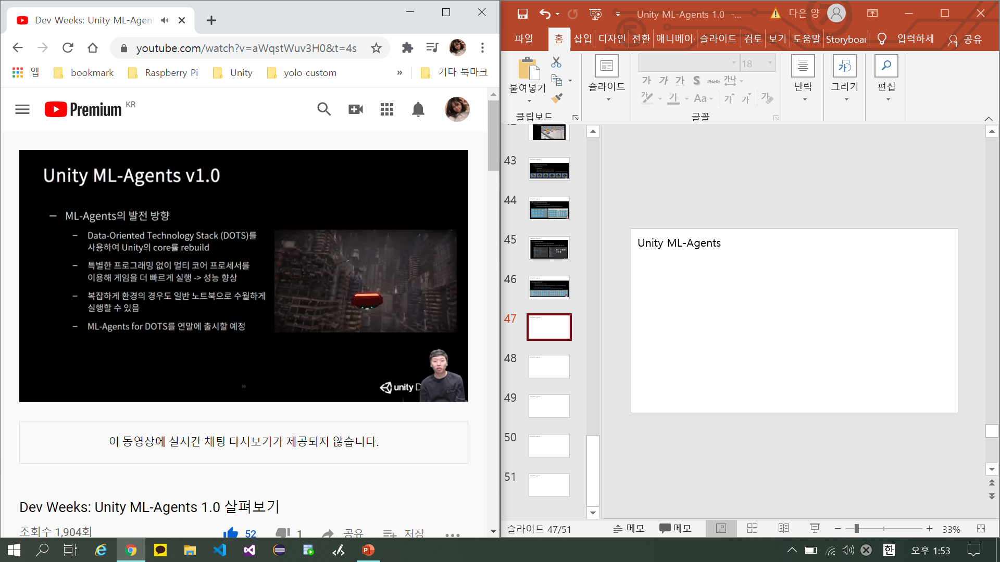 Dev Weeks: Unity ML-Agent
youtube.com/watch?v=aWqstWuv3H0&t=4s
앱
bookmark
Raspberry Pi
Unity
yolo custom
»
기타 북마크
Premium KR
Unity ML-Agents v1.0
– ML-Agents의 발전 방향
– Data-Oriented Technology Stack (DOTS)를
사용하여 Unity의 core를 rebuild
– 특별한 프로그래밍 없이 멀티 코어 프로세서를
이용해 게임을 더 빠르게 실행 -> 성능 향상
– 복잡하게 환경의 경우도 일반 노트북으로 수월하게
실행할 수 있음
– ML-Agents for DOTS를 연말에 출시할 예정
66
unity D
이 동영상에 실시간 채팅 다시보기가 제공되지 않습니다.
Dev Weeks: Unity ML-Agents 1.0 살펴보기
조회수 1,904회
52
1
공유
저장
Unity ML-Agents 1.0 -...
다은 양
파일
홈
삽입
디자인
전환
애니메이
슬라이드
검토
보기
도움말
Storyboar
입력하세
공유
붙여넣기
클립보드
슬라이드
18
가 가 가 S 가나다 간나
가 가 Aa 가 가 가
글꼴
단락
그리기
편집
43
44
45
46
47
48
49
50
51
Unity ML-Agents
슬라이드 47/51
메모
메모
33%
한
오후 1:53